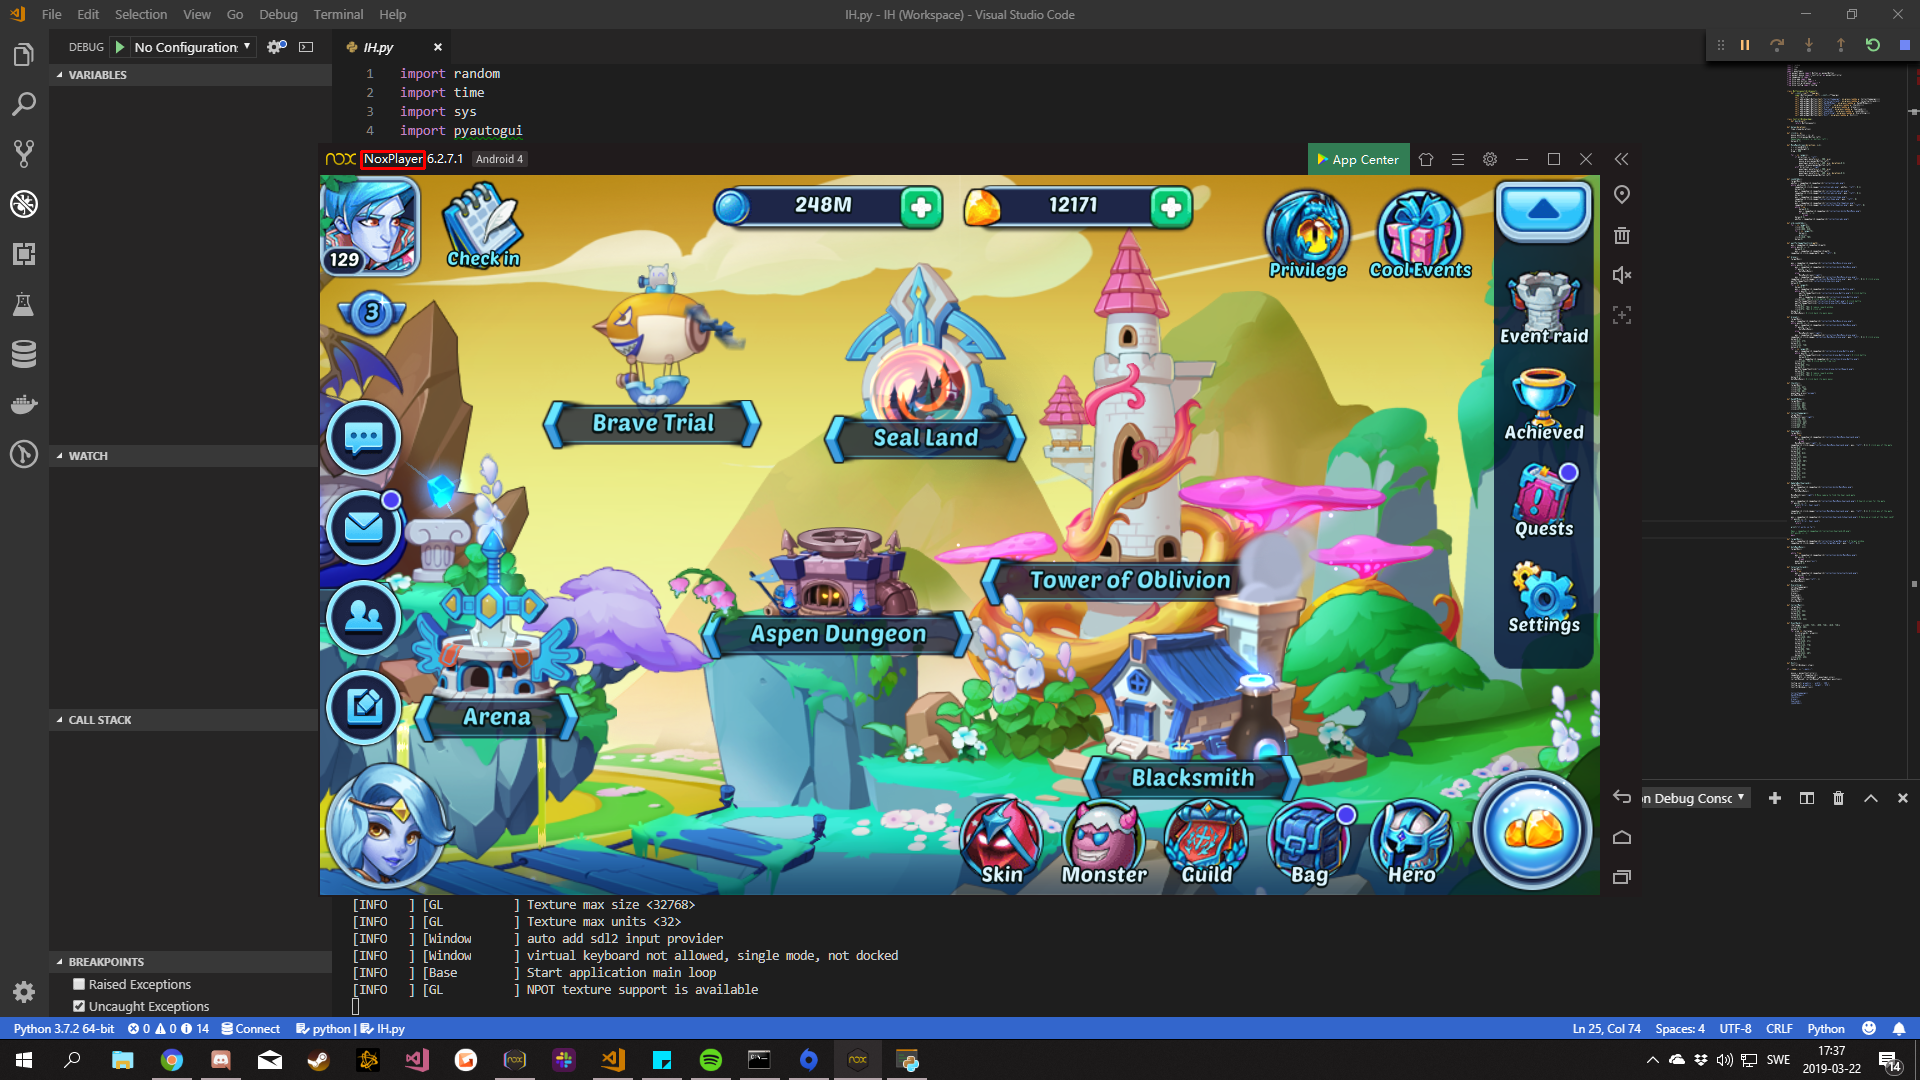 File Edit Selection View Go Debug Terminal Help
IH.py - IH (Workspace) - Visual Studio Code
DEBUG No Configuration:
IH.py
VARIABLES
1 import random
2 import time
3 import sys
4 import pyautogui
nox NoxPlayer 6.2.7.1 Android 4
App Center
129
Check in
248M
12171
Privilege
Cool Events
3
Event raid
Achieved
Brave Trial
Seal Land
WATCH
Quests
Tower of Oblivion
Settings
Aspen Dungeon
Arena
CALL STACK
Blacksmith
n Debug Consc
Skin
Monster
Guild
Bag
Hero
[INFO ] [GL ] Texture max size <32768>
[INFO ] [GL ] Texture max units <32>
[INFO ] [Window ] auto add sdl2 input provider
[INFO ] [Window ] virtual keyboard not allowed, single mode, not docked
[INFO ] [Base ] Start application main loop
[INFO ] [GL ] NPOT texture support is available
BREAKPOINTS
Raised Exceptions
Uncaught Exceptions
Python 3.7.2 64-bit 0 0 14 Connect python | IH.py
Ln 25, Col 74 Spaces: 4 UTF-8 CRLF Python
SWE
17:37
2019-03-22
14